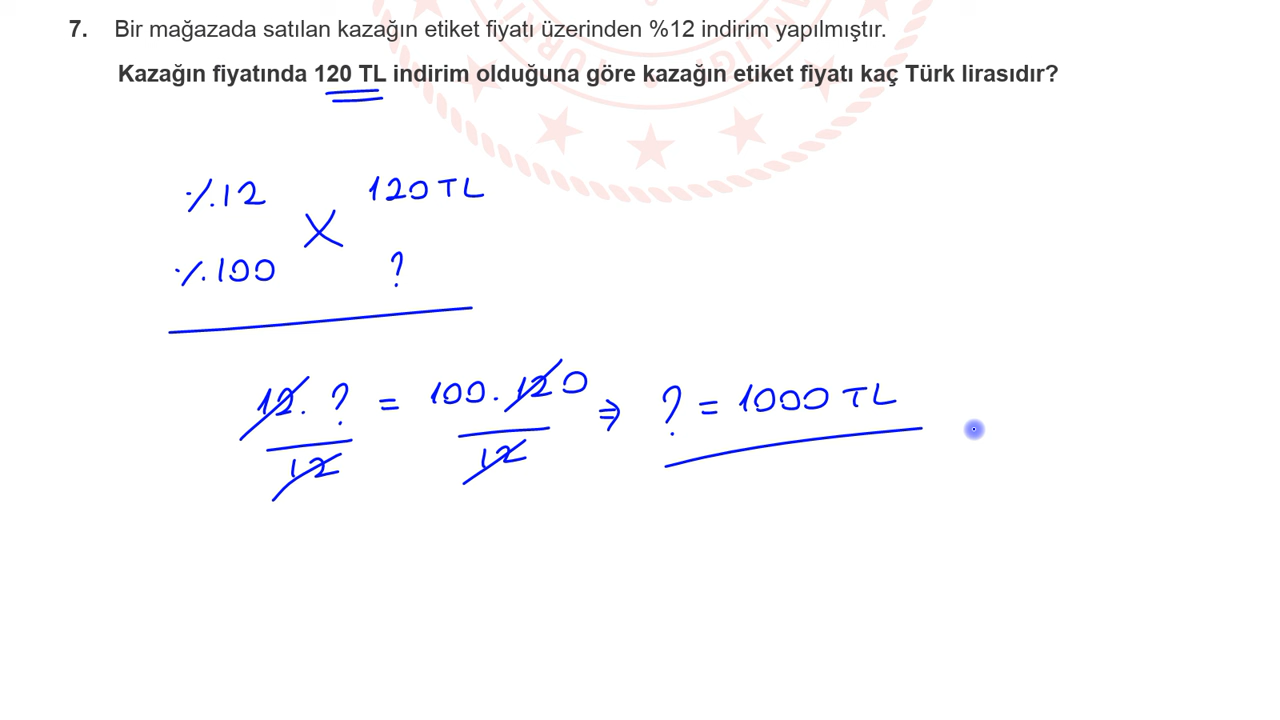 7. Bir mağazada satılan kazağın etiket fiyatı üzerinden %12 indirim yapılmıştır.
Kazağın fiyatında 120 TL indirim olduğuna göre kazağın etiket fiyatı kaç Türk lirasıdır?
%12 X 120 TL
%100 ?
12 . ? = 100 . 120 ⇒ ? = 1000 TL
12 12